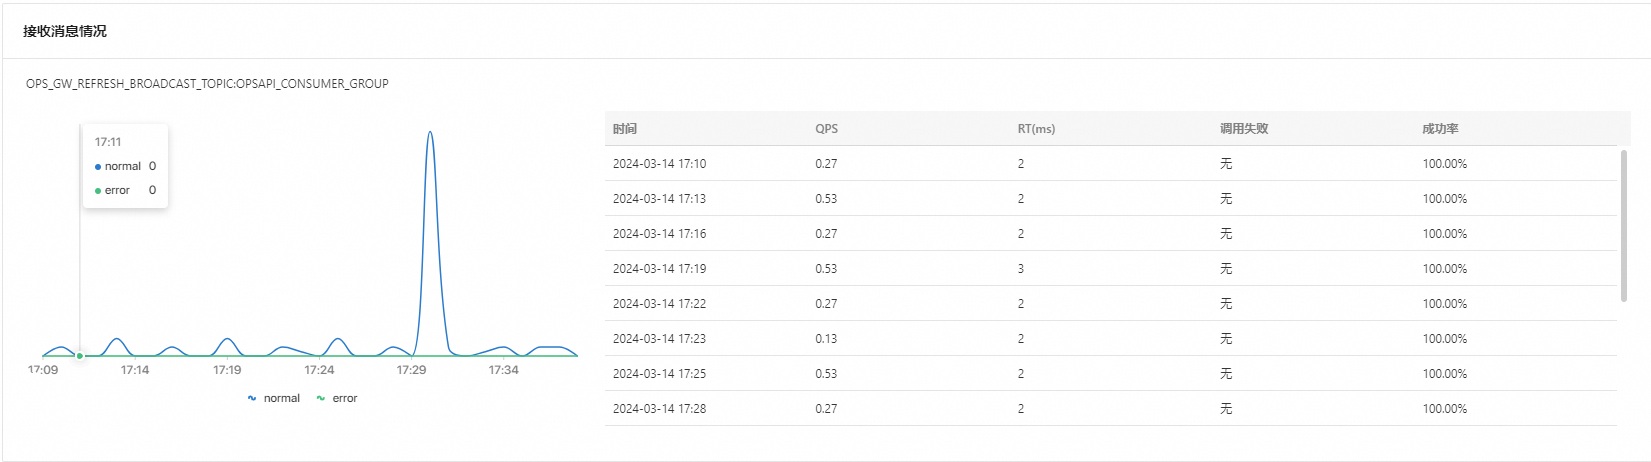 接收消息情况
OPS_GW_REFRESH_BROADCAST_TOPIC:OPSAPI_CONSUMER_GROUP
17:11
normal 0
error 0
17:09 17:14 17:19 17:24 17:29 17:34
normal error
时间 QPS RT(ms) 调用失败 成功率
2024-03-14 17:10 0.27 2 无 100.00%
2024-03-14 17:13 0.53 2 无 100.00%
2024-03-14 17:16 0.27 2 无 100.00%
2024-03-14 17:19 0.53 3 无 100.00%
2024-03-14 17:22 0.27 2 无 100.00%
2024-03-14 17:23 0.13 2 无 100.00%
2024-03-14 17:25 0.53 2 无 100.00%
2024-03-14 17:28 0.27 2 无 100.00%